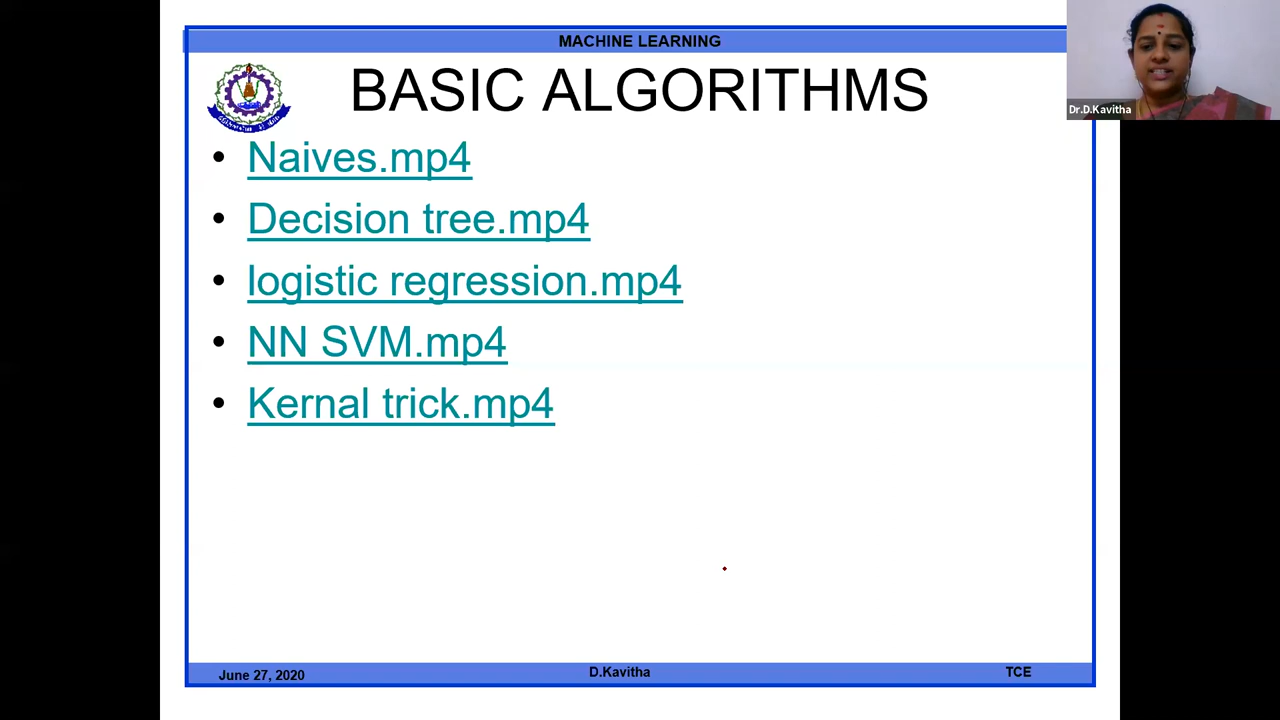 MACHINE LEARNING
BASIC ALGORITHMS
Dr.D.Kavitha
• Naives.mp4
• Decision tree.mp4
• logistic regression.mp4
• NN SVM.mp4
• Kernal trick.mp4
June 27, 2020
D.Kavitha
TCE